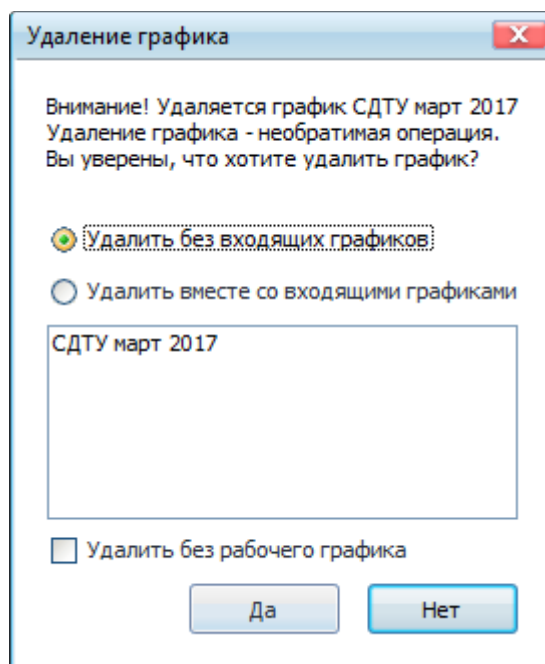 Удаление графика
Внимание! Удаляется график СДТУ март 2017
Удаление графика - необратимая операция.
Вы уверены, что хотите удалить график?
Удалить без входящих графиков
Удалить вместе со входящими графиками
СДТУ март 2017
Удалить без рабочего графика
Да
Нет